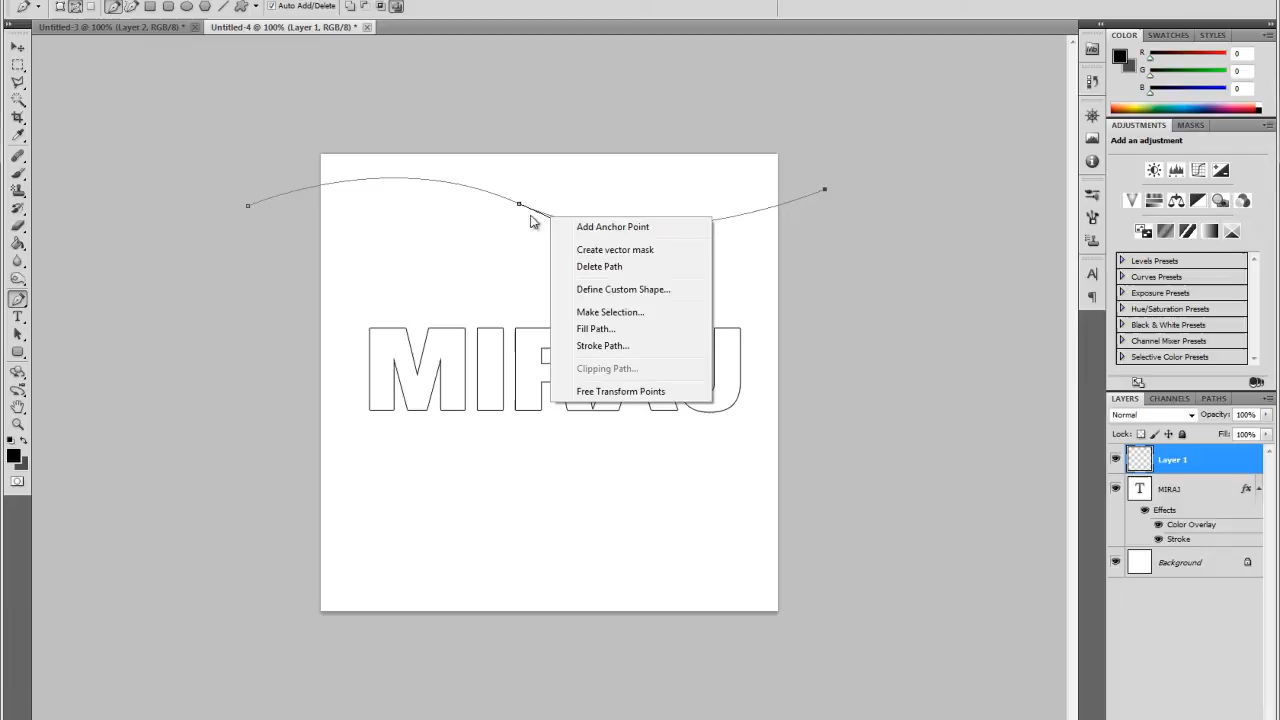 Auto Add/Delete
Untitled-3 @ 100% (Layer 2, RGB/8) *
Untitled-4 @ 100% (Layer 1, RGB/8) *
COLOR SWATCHES STYLES
R 0
G 0
B 0
ADJUSTMENTS MASKS
Add an adjustment
Levels Presets
Curves Presets
Exposure Presets
Hue/Saturation Presets
Black & White Presets
Channel Mixer Presets
Selective Color Presets
LAYERS CHANNELS PATHS
Normal Opacity: 100%
Lock: Fill: 100%
Layer 1
T MIRAJ fx
Effects
Color Overlay
Stroke
Background
Add Anchor Point
Create vector mask
Delete Path
Define Custom Shape...
Make Selection...
Fill Path...
Stroke Path...
Clipping Path...
Free Transform Points